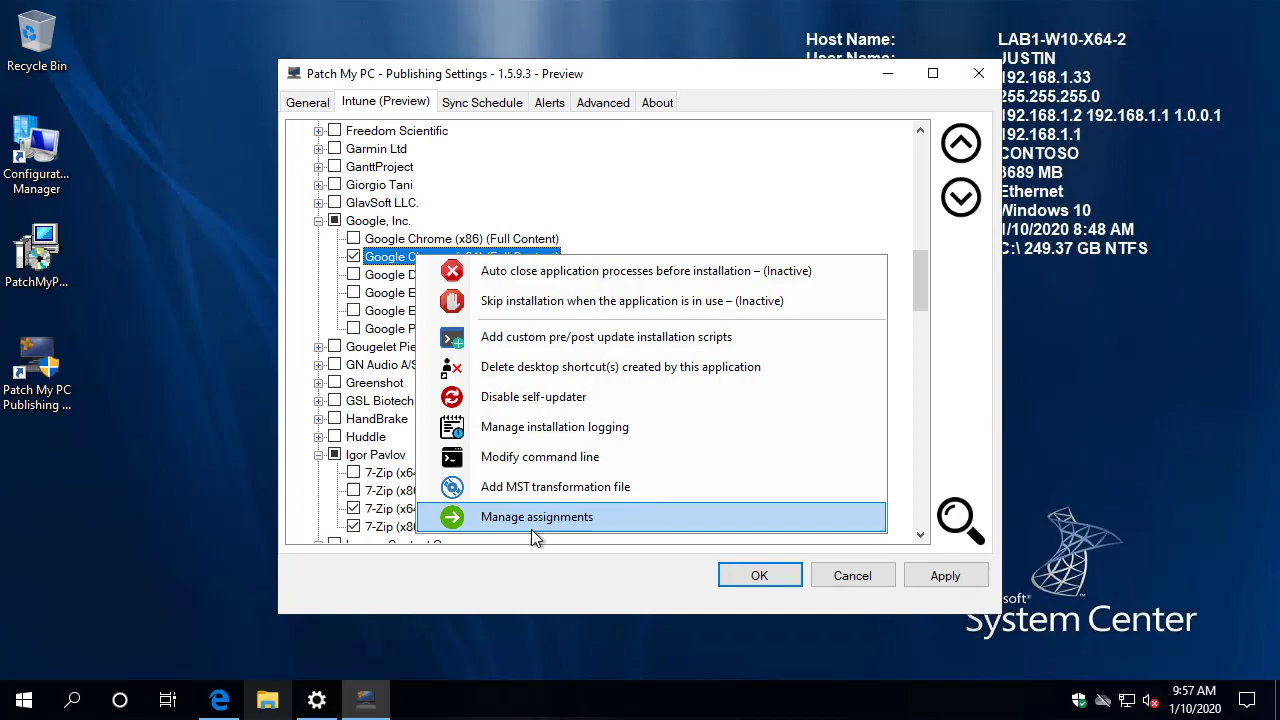 Recycle Bin
Configurat...
Manager
PatchMyP...
Patch My PC
Publishing ...
Host Name:
LAB1-W10-X64-2
JUSTIN
192.168.1.33
255.255.255.0
192.168.1.2 192.168.1.1 1.0.0.1
192.168.1.1
CONTOSO
3689 MB
Ethernet
Windows 10
1/10/2020 8:48 AM
C:\ 249.37 GB NTFS
Patch My PC - Publishing Settings - 1.5.9.3 - Preview
General
Intune (Preview)
Sync Schedule
Alerts
Advanced
About
Freedom Scientific
Garmin Ltd
GanttProject
Giorgio Tani
GlavSoft LLC.
Google, Inc.
Google Chrome (x86) (Full Content)
Google D
Google E
Google E
Google P
Gougelet Pie
GN Audio A/S
Greenshot
GSL Biotech
HandBrake
Huddle
Igor Pavlov
7-Zip (x64
7-Zip (x86
7-Zip (x64
7-Zip (x86
Auto close application processes before installation – (Inactive)
Skip installation when the application is in use – (Inactive)
Add custom pre/post update installation scripts
Delete desktop shortcut(s) created by this application
Disable self-updater
Manage installation logging
Modify command line
Add MST transformation file
Manage assignments
OK
Cancel
Apply
System Center
9:57 AM
1/10/2020